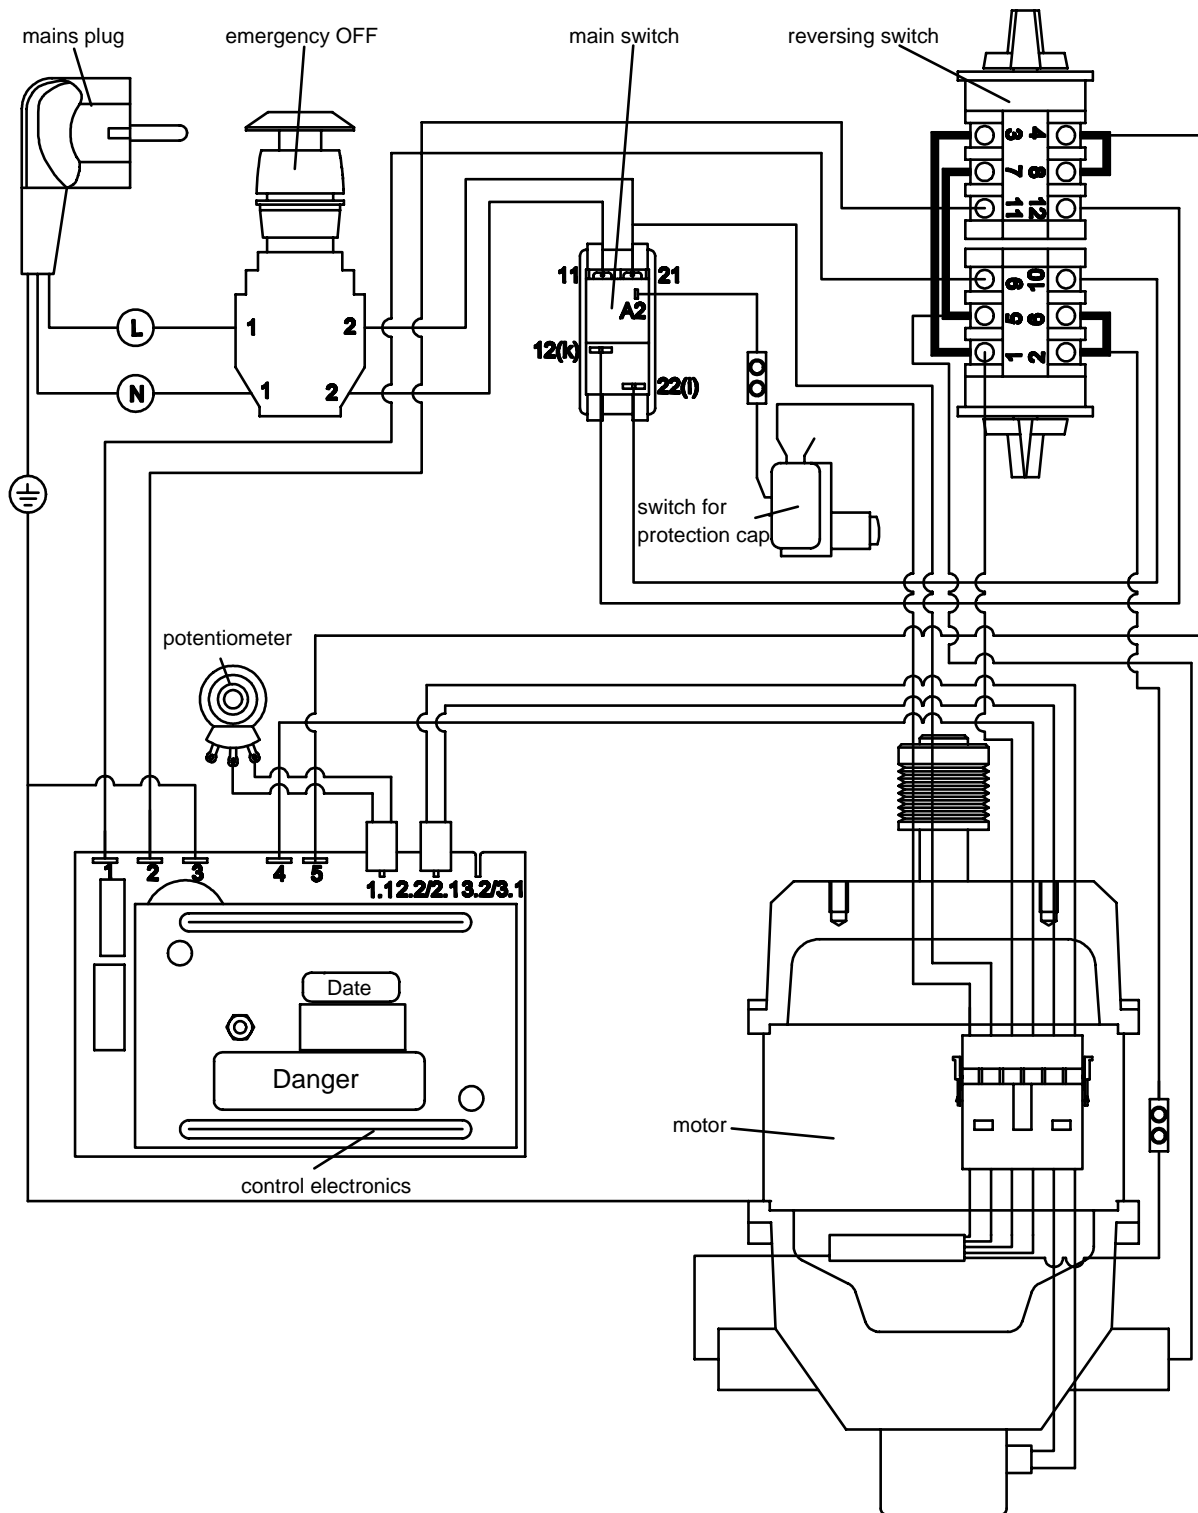 mains plug
emergency OFF
main switch
reversing switch
3 4
7 8
11 12
11 21
A2
9 10
5 6
1 2
12(k)
22(l)
L
1 2
N
1 2
switch for
protection cap
potentiometer
1 2 3 4 5
1.1 2.2/2.1 3.2/3.1
Date
Danger
motor
control electronics